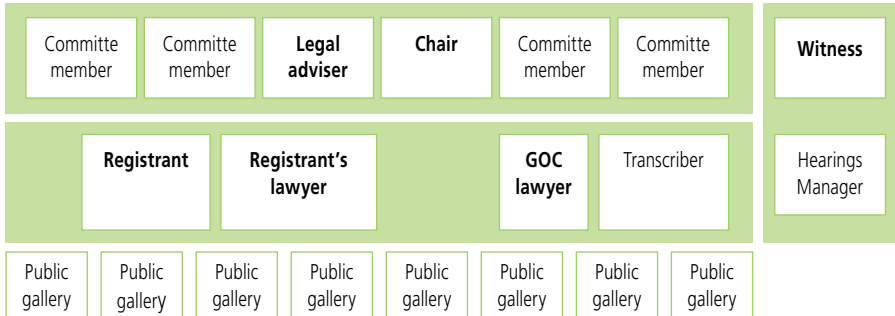 Committe
member
Committe
member
Legal
adviser
Chair
Committe
member
Committe
member
Witness
Registrant
Registrant's
lawyer
GOC
lawyer
Transcriber
Hearings
Manager
Public
gallery
Public
gallery
Public
gallery
Public
gallery
Public
gallery
Public
gallery
Public
gallery
Public
gallery